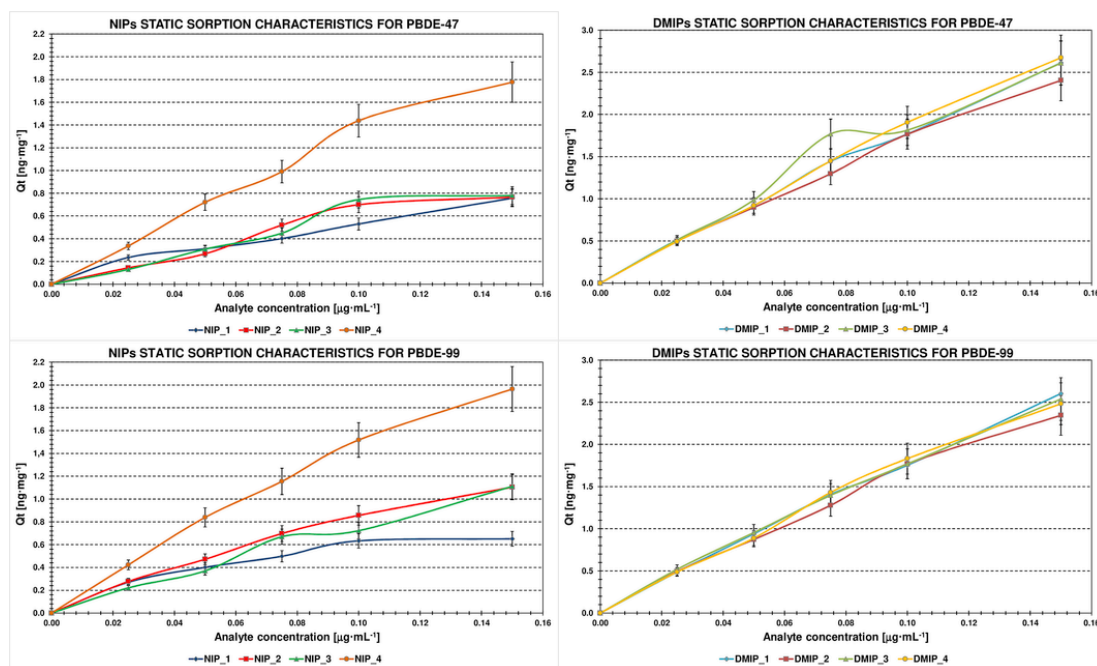 NIPs STATIC SORPTION CHARACTERISTICS FOR PBDE-47
2.2
2.0
1.8
1.6
1.4
1.2
1.0
0.8
0.6
0.4
0.2
0.0
Qt [ng·mg-1]
0.00 0.02 0.04 0.06 0.08 0.10 0.12 0.14 0.16
Analyte concentration [µg·mL-1]
NIP_1 NIP_2 NIP_3 NIP_4
DMIPs STATIC SORPTION CHARACTERISTICS FOR PBDE-47
3.0
2.5
2.0
1.5
1.0
0.5
0.0
Qt [ng·mg-1]
0.00 0.02 0.04 0.06 0.08 0.10 0.12 0.14 0.16
Analyte concentration [µg·mL-1]
DMIP_1 DMIP_2 DMIP_3 DMIP_4
NIPs STATIC SORPTION CHARACTERISTICS FOR PBDE-99
2.2
2.0
1.8
1.6
1.4
1.2
1.0
0.8
0.6
0.4
0.2
0.0
Qt [ng·mg-1]
0.00 0.02 0.04 0.06 0.08 0.10 0.12 0.14 0.16
Analyte concentration [µg·mL-1]
NIP_1 NIP_2 NIP_3 NIP_4
DMIPs STATIC SORPTION CHARACTERISTICS FOR PBDE-99
3.0
2.5
2.0
1.5
1.0
0.5
0.0
Qt [ng·mg-1]
0.00 0.02 0.04 0.06 0.08 0.10 0.12 0.14 0.16
Analyte concentration [µg·mL-1]
DMIP_1 DMIP_2 DMIP_3 DMIP_4